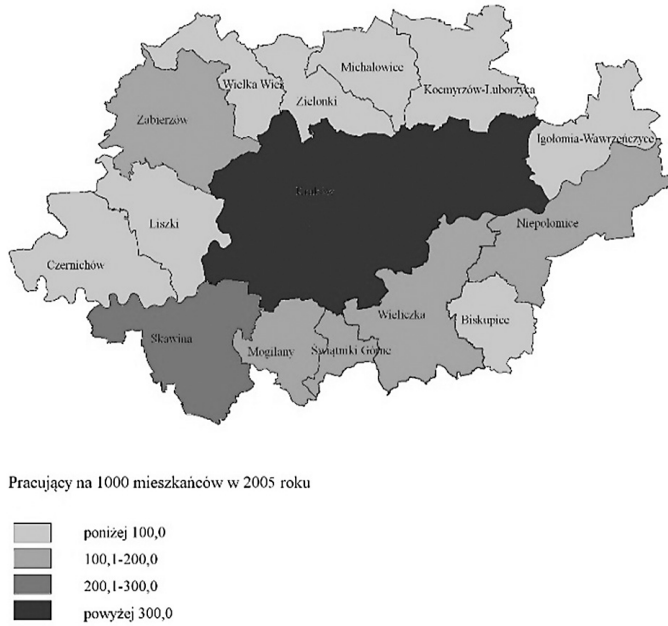 Michałowice
Wielka Wieś
Kocmyrzów-Luborzyca
Zielonki
Zabierzów
Igołomia-Wawrzeńczyce
Liszki
Niepołomice
Czernichów
Wieliczka
Biskupice
Skawina
Mogilany
Świątniki Górne
Pracujący na 1000 mieszkańców w 2005 roku
poniżej 100,0
100,1-200,0
200,1-300,0
powyżej 300,0